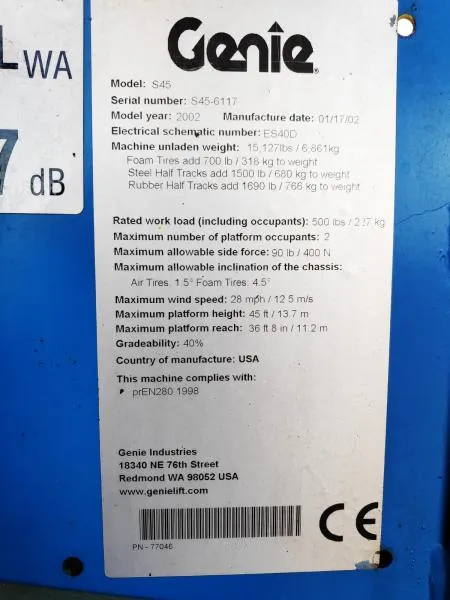 LWA
7 dB
Genie
Model: S45
Serial number: S45-6117
Model year: 2002 Manufacture date: 01/17/02
Electrical schematic number: ES40D
Machine unladen weight: 15,127lbs / 6,861kg
Foam Tires add 700 lb / 318 kg to weight
Steel Half Tracks add 1500 lb / 680 kg to weight
Rubber Half Tracks add 1690 lb / 766 kg to weight
Rated work load (including occupants): 500 lbs / 227 kg
Maximum number of platform occupants: 2
Maximum allowable side force: 90 lb / 400 N
Maximum allowable inclination of the chassis:
Air Tires: 1.5° Foam Tires: 4.5°
Maximum wind speed: 28 mph / 12.5 m/s
Maximum platform height: 45 ft / 13.7 m
Maximum platform reach: 36 ft 8 in / 11.2 m
Gradeability: 40%
Country of manufacture: USA
This machine complies with:
prEN280:1998
Genie Industries
18340 NE 76th Street
Redmond WA 98052 USA
www.genielift.com
CE
PN - 77046